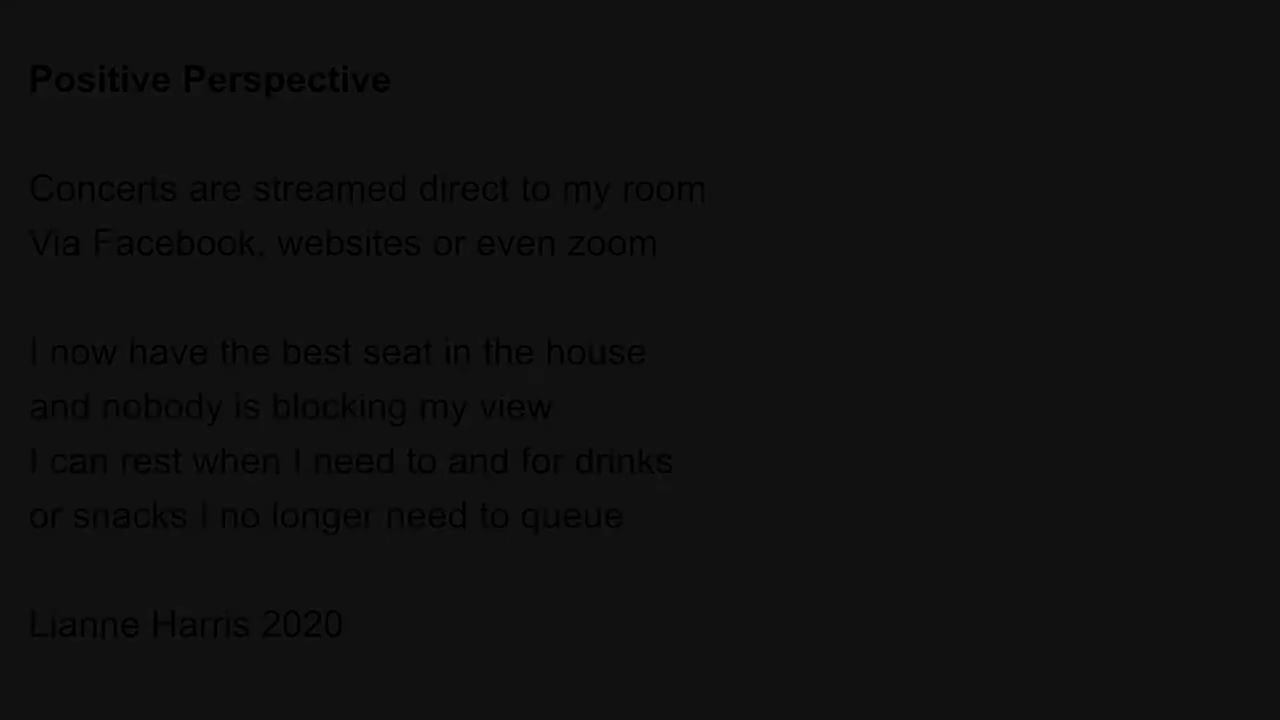 Positive Perspective
Concerts are streamed direct to my room
Via Facebook, websites or even zoom
I now have the best seat in the house
and nobody is blocking my view
I can rest when I need to and for drinks
or snacks I no longer need to queue
Lianne Harris 2020